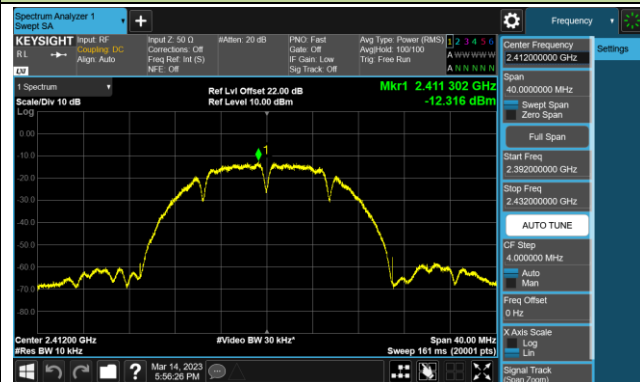 Spectrum Analyzer 1
Swept SA
Frequency
KEYSIGHT
RL
LXI
Input: RF
Coupling: DC
Align: Auto
Input Z: 50 Ω
Corrections: Off
Freq Ref: Int (S)
NFE: Off
#Atten: 20 dB
PNO: Fast
Gate: Off
IF Gain: Low
Sig Track: Off
Avg Type: Power (RMS)
Avg|Hold: 100/100
Trig: Free Run
1 2 3 4 5 6
A W W W W W
A N N N N N
Center Frequency
2.412000000 GHz
Settings
Span
40.0000000 MHz
Swept Span
Zero Span
Full Span
Start Freq
2.392000000 GHz
Stop Freq
2.432000000 GHz
AUTO TUNE
CF Step
4.000000 MHz
Auto
Man
Freq Offset
0 Hz
X Axis Scale
Log
Lin
Signal Track
(Span Zoom)
1 Spectrum
Scale/Div 10 dB
Log
Ref Lvl Offset 22.00 dB
Ref Level 10.00 dBm
Mkr1 2.411 302 GHz
-12.316 dBm
1
0.00
-10.0
-20.0
-30.0
-40.0
-50.0
-60.0
-70.0
-80.0
Center 2.41200 GHz
#Res BW 10 kHz
#Video BW 30 kHz*
Span 40.00 MHz
Sweep 161 ms (20001 pts)
?
Mar 14, 2023
5:56:26 PM